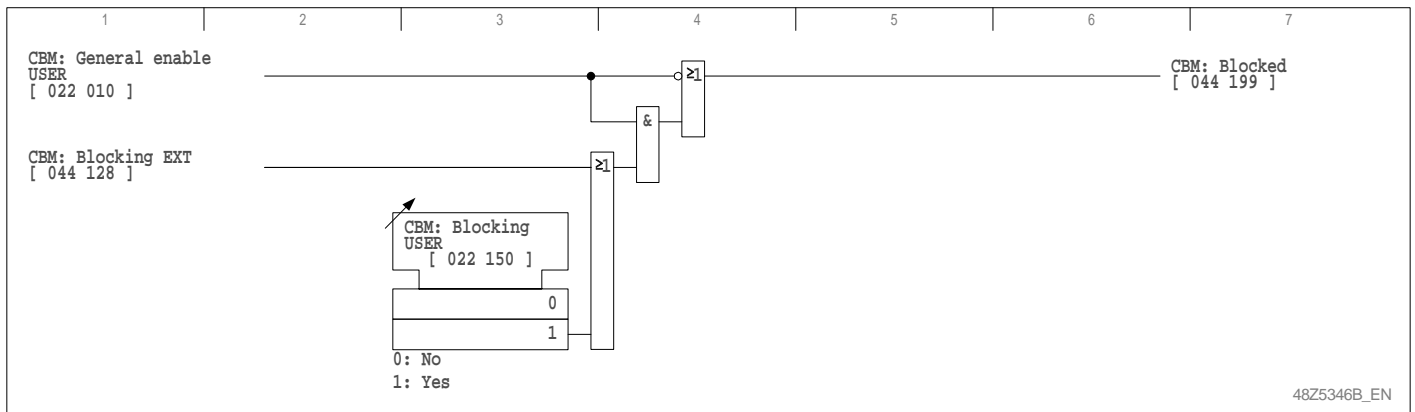 1 2 3 4 5 6 7
CBM: General enable
USER
[ 022 010 ]
≥1
CBM: Blocked
[ 044 199 ]
&
CBM: Blocking EXT
[ 044 128 ]
≥1
CBM: Blocking
USER
[ 022 150 ]
0
1
0: No
1: Yes
48Z5346B_EN